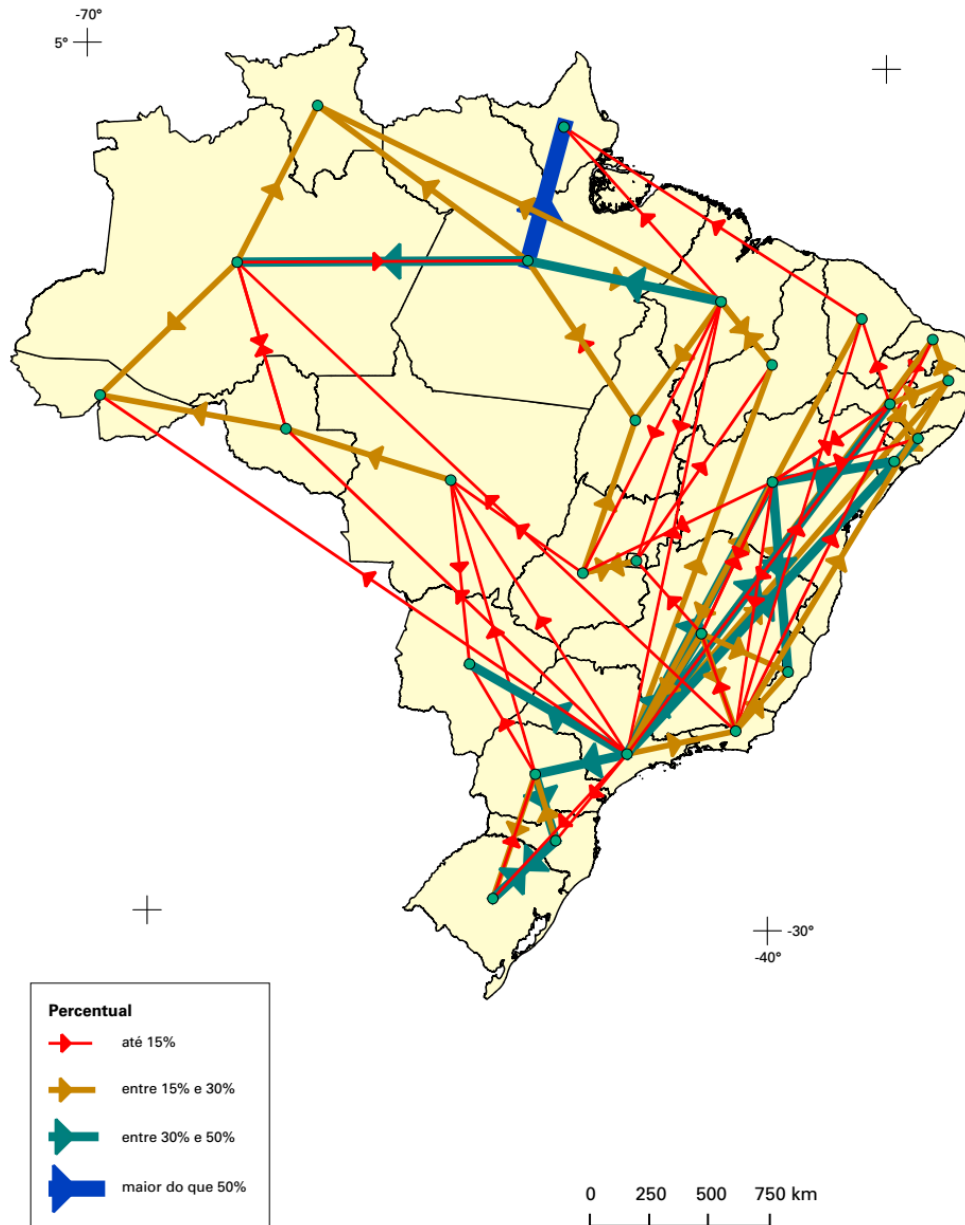 -70°
5°
-30°
-40°
Percentual
até 15%
entre 15% e 30%
entre 30% e 50%
maior do que 50%
0 250 500 750 km